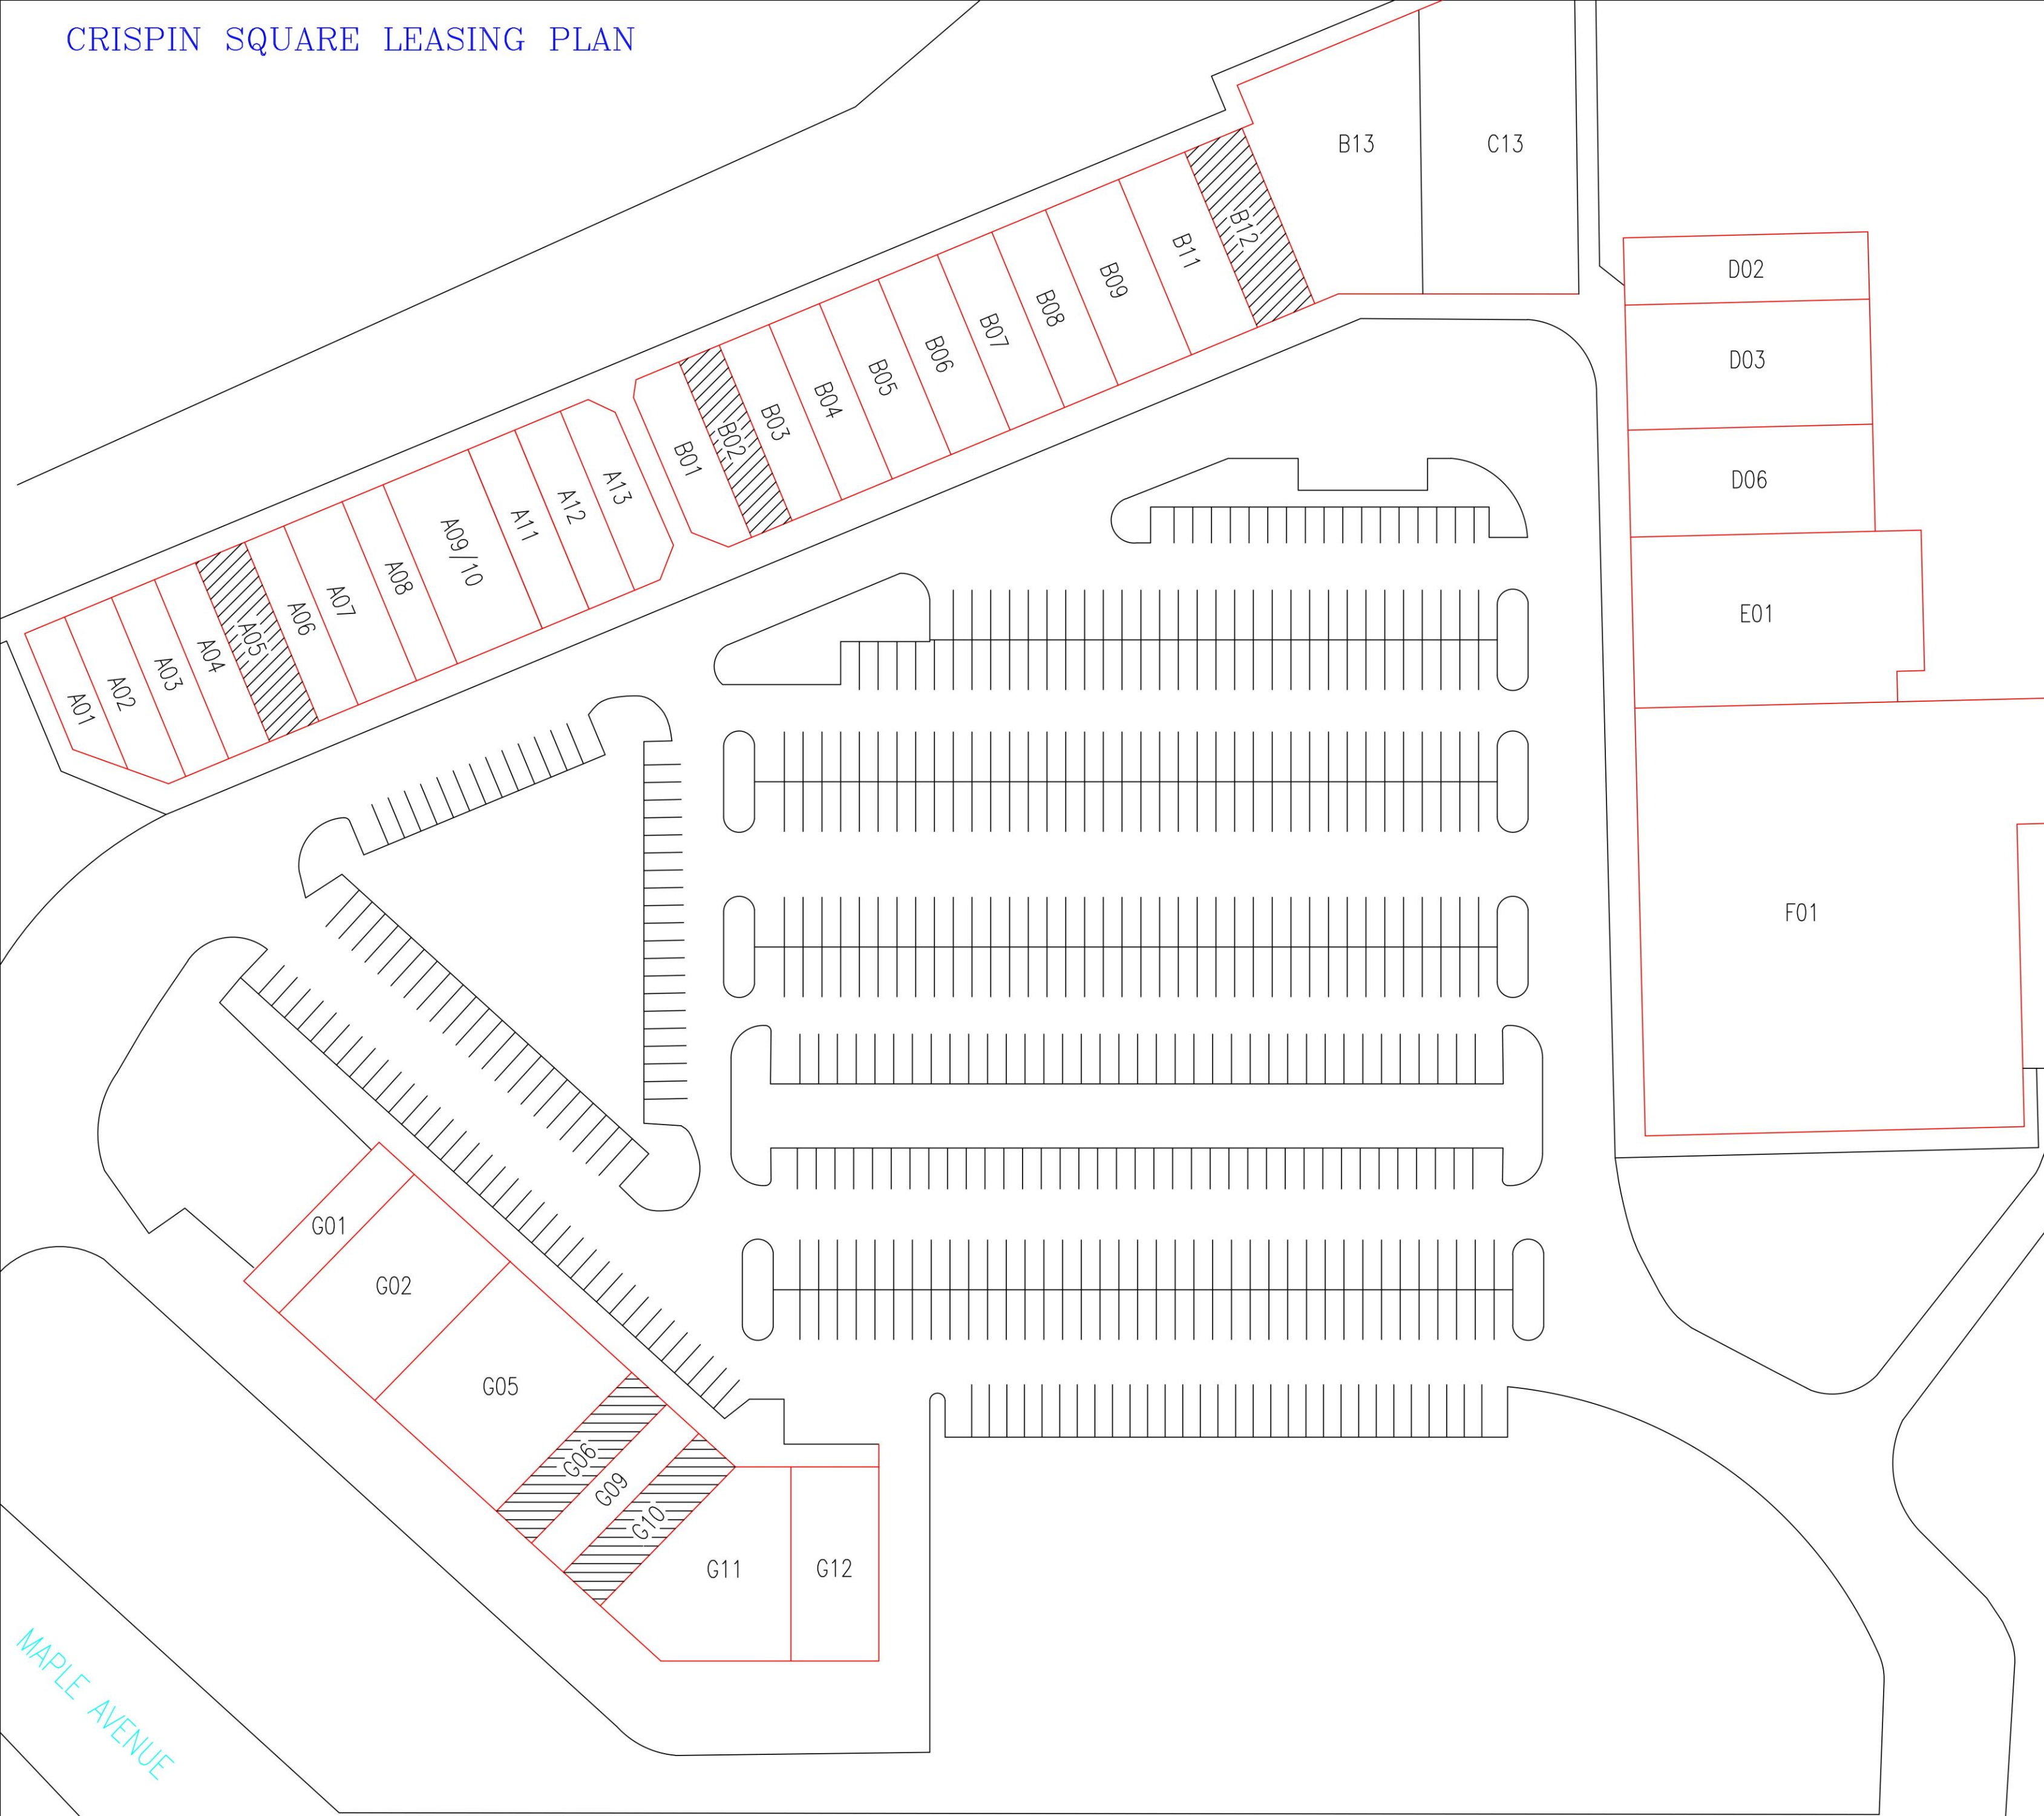 CRISPIN SQUARE LEASING PLAN
B13
C13
B12
B11
B09
B08
B07
B06
B05
B04
B03
B02
B01
A13
A12
A11
A09/10
A08
A07
A06
A05
A04
A03
A02
A01
D02
D03
D06
E01
F01
G01
G02
G05
G06
G09
G10
G11
G12
MAPLE AVENUE